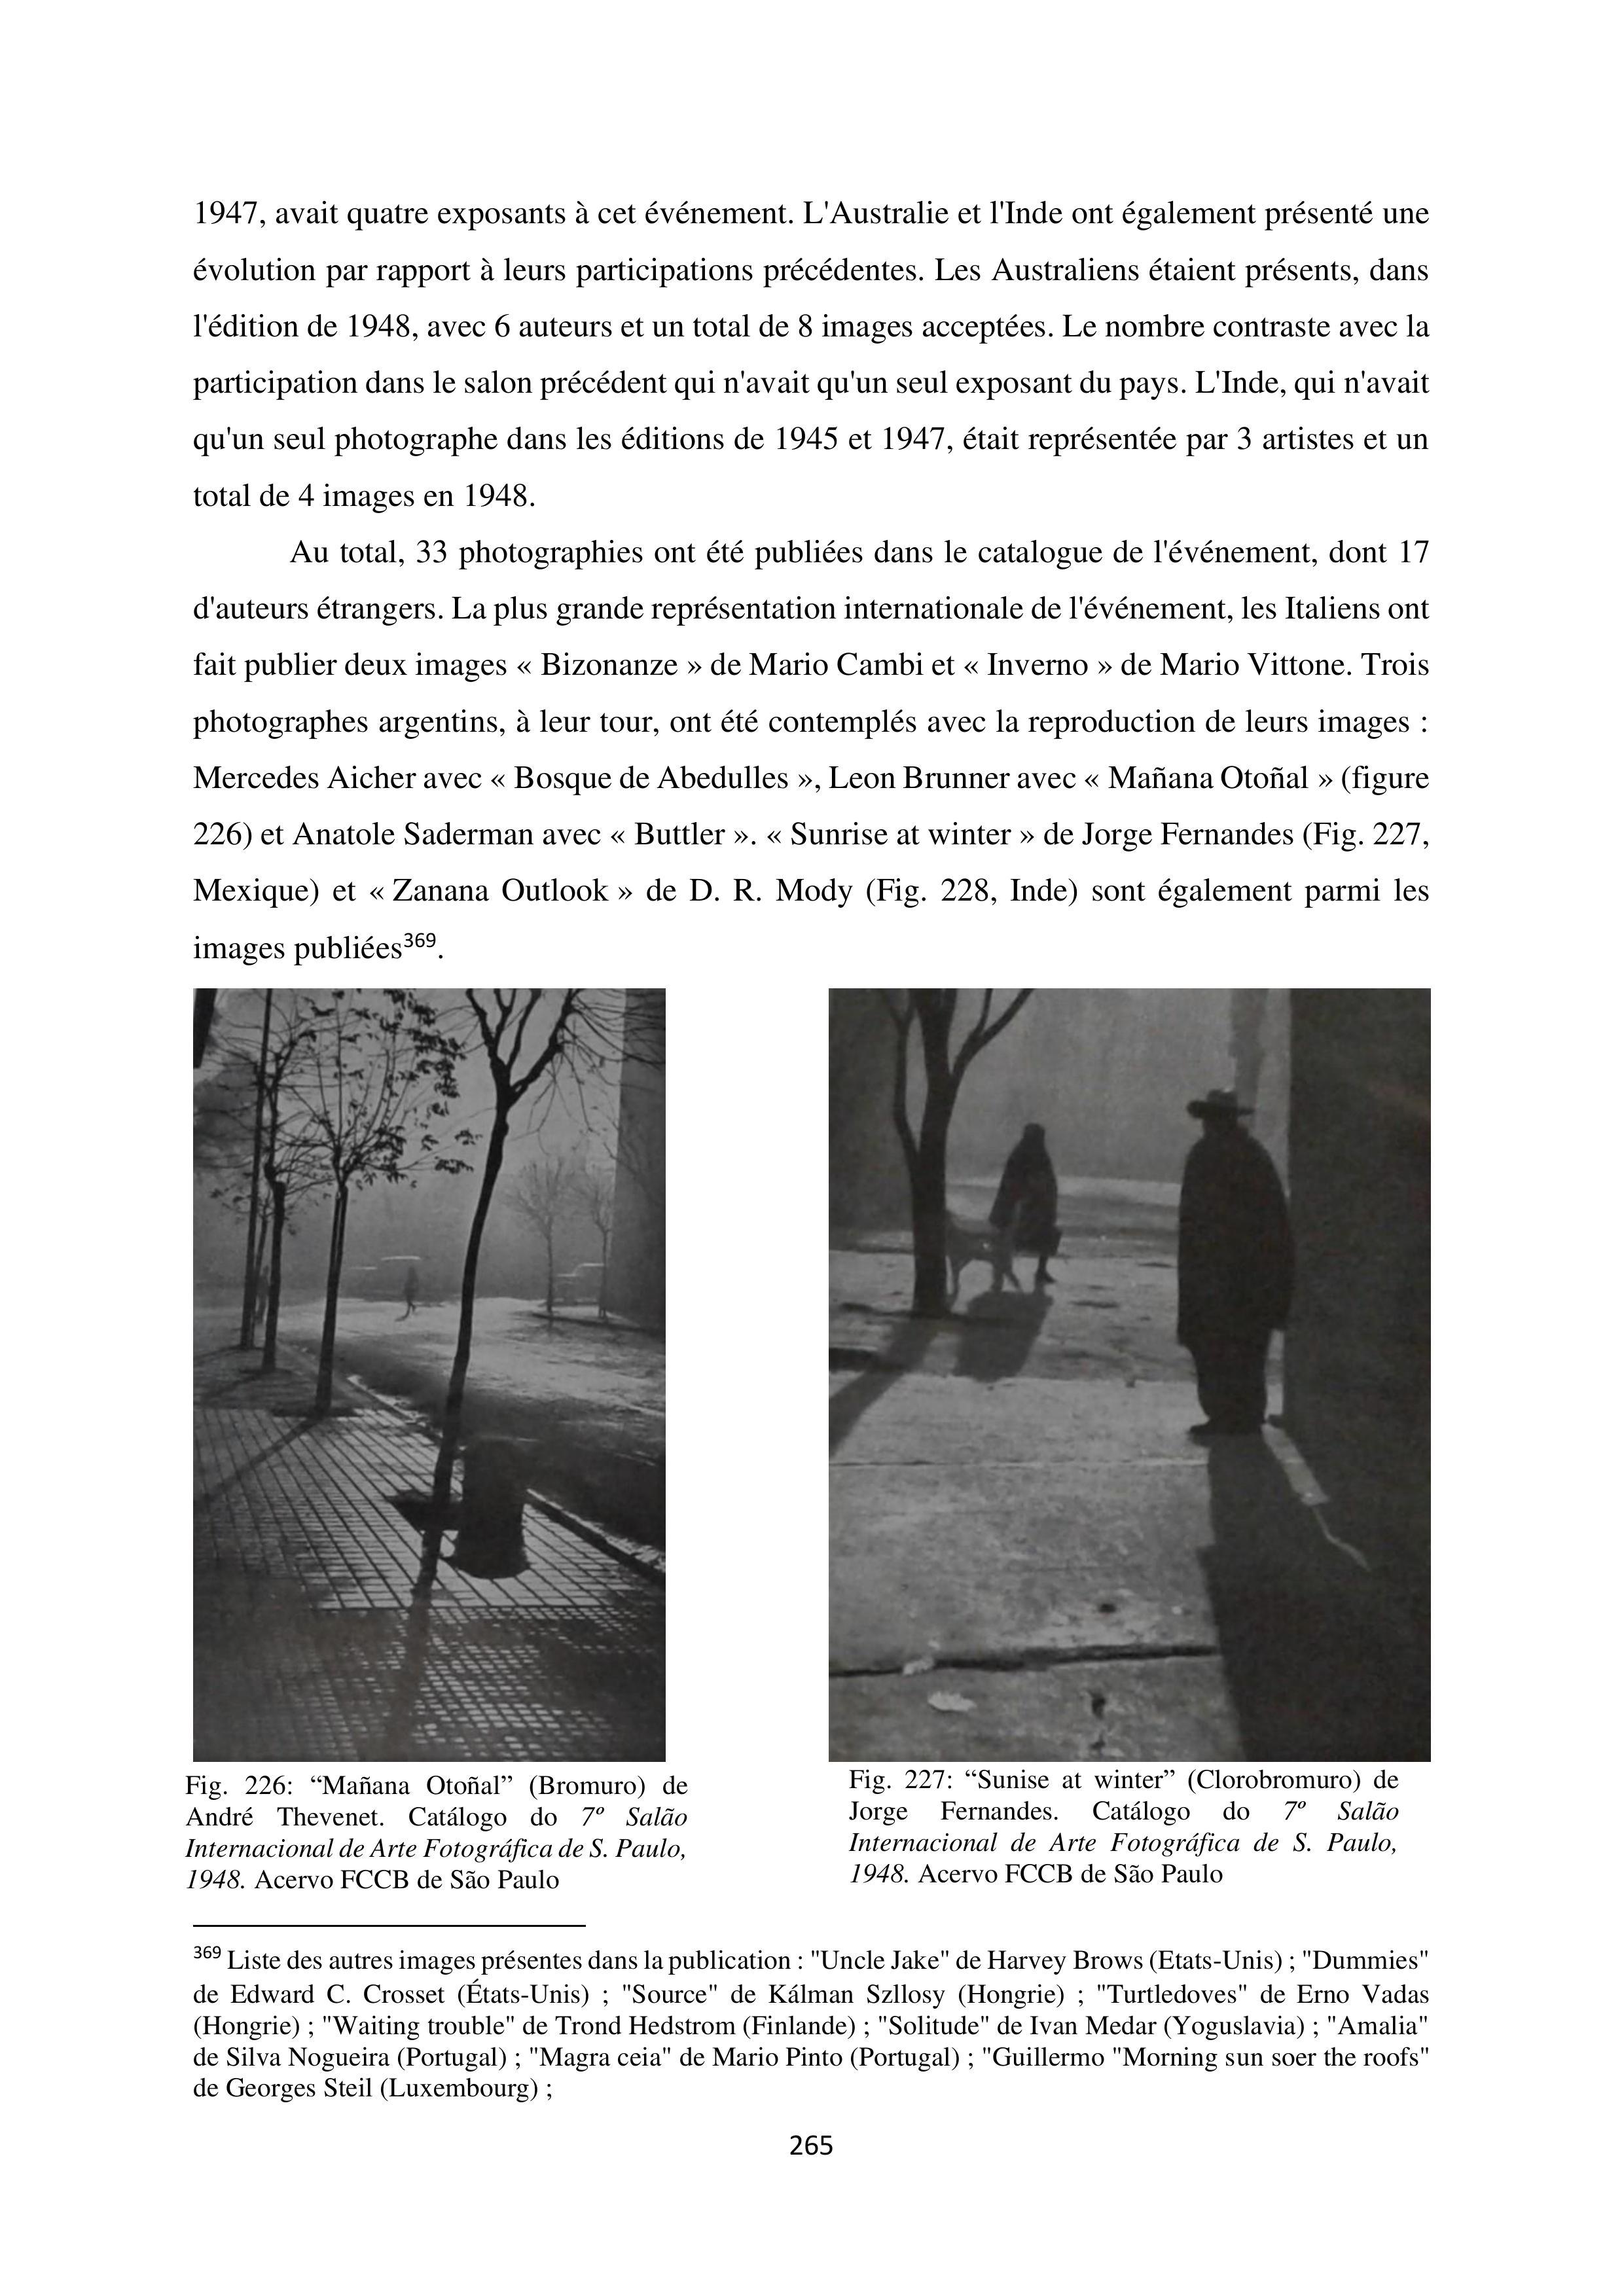 1947, avait quatre exposants à cet événement. L'Australie et l'Inde ont également présenté une
évolution par rapport à leurs participations précédentes. Les Australiens étaient présents, dans
l'édition de 1948, avec 6 auteurs et un total de 8 images acceptées. Le nombre contraste avec la
participation dans le salon précédent qui n'avait qu'un seul exposant du pays. L'Inde, qui n'avait
qu'un seul photographe dans les éditions de 1945 et 1947, était représentée par 3 artistes et un
total de 4 images en 1948.
Au total, 33 photographies ont été publiées dans le catalogue de l'événement, dont 17
d'auteurs étrangers. La plus grande représentation internationale de l'événement, les Italiens ont
fait publier deux images « Bizonanze » de Mario Cambi et « Inverno » de Mario Vittone. Trois
photographes argentins, à leur tour, ont été contemplés avec la reproduction de leurs images :
Mercedes Aicher avec « Bosque de Abedulles », Leon Brunner avec « Mañana Otoñal » (figure
226) et Anatole Saderman avec « Buttler ». « Sunrise at winter » de Jorge Fernandes (Fig. 227,
Mexique) et « Zanana Outlook » de D. R. Mody (Fig. 228, Inde) sont également parmi les
images publiées369.
Fig. 226: “Mañana Otoñal” (Bromuro) de
André Thevenet. Catálogo do 7º Salão
Internacional de Arte Fotográfica de S. Paulo,
1948. Acervo FCCB de São Paulo
Fig. 227: “Sunise at winter” (Clorobromuro) de
Jorge Fernandes. Catálogo do 7º Salão
Internacional de Arte Fotográfica de S. Paulo,
1948. Acervo FCCB de São Paulo
369 Liste des autres images présentes dans la publication : "Uncle Jake" de Harvey Brows (Etats-Unis) ; "Dummies"
de Edward C. Crosset (États-Unis) ; "Source" de Kálman Szllosy (Hongrie) ; "Turtledoves" de Erno Vadas
(Hongrie) ; "Waiting trouble" de Trond Hedstrom (Finlande) ; "Solitude" de Ivan Medar (Yoguslavia) ; "Amalia"
de Silva Nogueira (Portugal) ; "Magra ceia" de Mario Pinto (Portugal) ; "Guillermo "Morning sun soer the roofs"
de Georges Steil (Luxembourg) ;
265